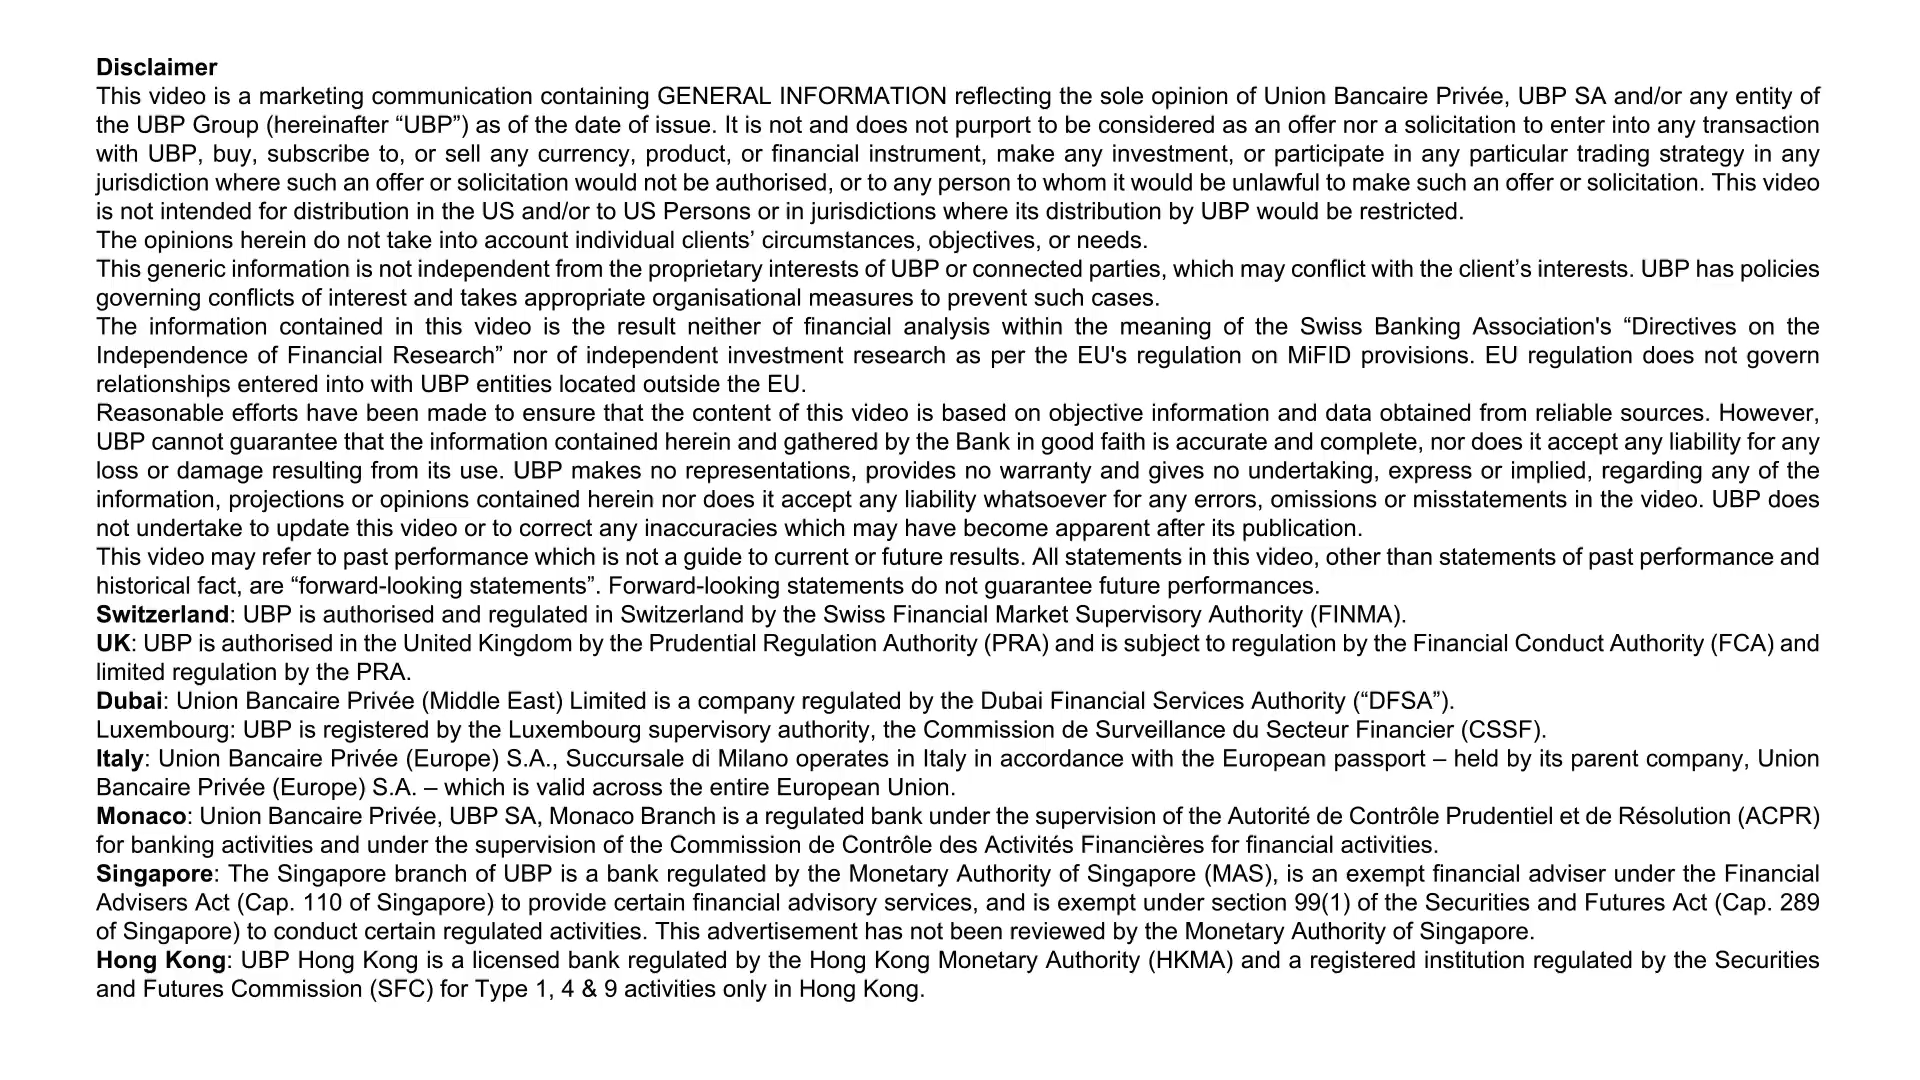 Disclaimer
This video is a marketing communication containing GENERAL INFORMATION reflecting the sole opinion of Union Bancaire Privée, UBP SA and/or any entity of
the UBP Group (hereinafter “UBP”) as of the date of issue. It is not and does not purport to be considered as an offer nor a solicitation to enter into any transaction
with UBP, buy, subscribe to, or sell any currency, product, or financial instrument, make any investment, or participate in any particular trading strategy in any
jurisdiction where such an offer or solicitation would not be authorised, or to any person to whom it would be unlawful to make such an offer or solicitation. This video
is not intended for distribution in the US and/or to US Persons or in jurisdictions where its distribution by UBP would be restricted.
The opinions herein do not take into account individual clients’ circumstances, objectives, or needs.
This generic information is not independent from the proprietary interests of UBP or connected parties, which may conflict with the client’s interests. UBP has policies
governing conflicts of interest and takes appropriate organisational measures to prevent such cases.
The information contained in this video is the result neither of financial analysis within the meaning of the Swiss Banking Association's “Directives on the
Independence of Financial Research” nor of independent investment research as per the EU's regulation on MiFID provisions. EU regulation does not govern
relationships entered into with UBP entities located outside the EU.
Reasonable efforts have been made to ensure that the content of this video is based on objective information and data obtained from reliable sources. However,
UBP cannot guarantee that the information contained herein and gathered by the Bank in good faith is accurate and complete, nor does it accept any liability for any
loss or damage resulting from its use. UBP makes no representations, provides no warranty and gives no undertaking, express or implied, regarding any of the
information, projections or opinions contained herein nor does it accept any liability whatsoever for any errors, omissions or misstatements in the video. UBP does
not undertake to update this video or to correct any inaccuracies which may have become apparent after its publication.
This video may refer to past performance which is not a guide to current or future results. All statements in this video, other than statements of past performance and
historical fact, are “forward-looking statements”. Forward-looking statements do not guarantee future performances.
Switzerland: UBP is authorised and regulated in Switzerland by the Swiss Financial Market Supervisory Authority (FINMA).
UK: UBP is authorised in the United Kingdom by the Prudential Regulation Authority (PRA) and is subject to regulation by the Financial Conduct Authority (FCA) and
limited regulation by the PRA.
Dubai: Union Bancaire Privée (Middle East) Limited is a company regulated by the Dubai Financial Services Authority (“DFSA”).
Luxembourg: UBP is registered by the Luxembourg supervisory authority, the Commission de Surveillance du Secteur Financier (CSSF).
Italy: Union Bancaire Privée (Europe) S.A., Succursale di Milano operates in Italy in accordance with the European passport – held by its parent company, Union
Bancaire Privée (Europe) S.A. – which is valid across the entire European Union.
Monaco: Union Bancaire Privée, UBP SA, Monaco Branch is a regulated bank under the supervision of the Autorité de Contrôle Prudentiel et de Résolution (ACPR)
for banking activities and under the supervision of the Commission de Contrôle des Activités Financières for financial activities.
Singapore: The Singapore branch of UBP is a bank regulated by the Monetary Authority of Singapore (MAS), is an exempt financial adviser under the Financial
Advisers Act (Cap. 110 of Singapore) to provide certain financial advisory services, and is exempt under section 99(1) of the Securities and Futures Act (Cap. 289
of Singapore) to conduct certain regulated activities. This advertisement has not been reviewed by the Monetary Authority of Singapore.
Hong Kong: UBP Hong Kong is a licensed bank regulated by the Hong Kong Monetary Authority (HKMA) and a registered institution regulated by the Securities
and Futures Commission (SFC) for Type 1, 4 & 9 activities only in Hong Kong.